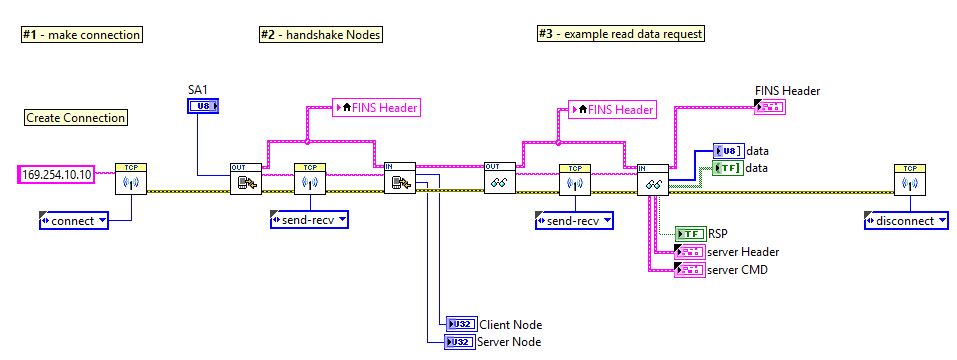 #1 - make connection
#2 - handshake Nodes
#3 - example read data request
SA1
U8
FINS Header
FINS Header
FINS Header
Create Connection
U8]
data
TF]
data
169.254.10.10
TCP
OUT
TCP
IN
OUT
TCP
IN
TCP
connect
send-recv
send-recv
disconnect
TF
RSP
server Header
server CMD
U32
Client Node
U32
Server Node